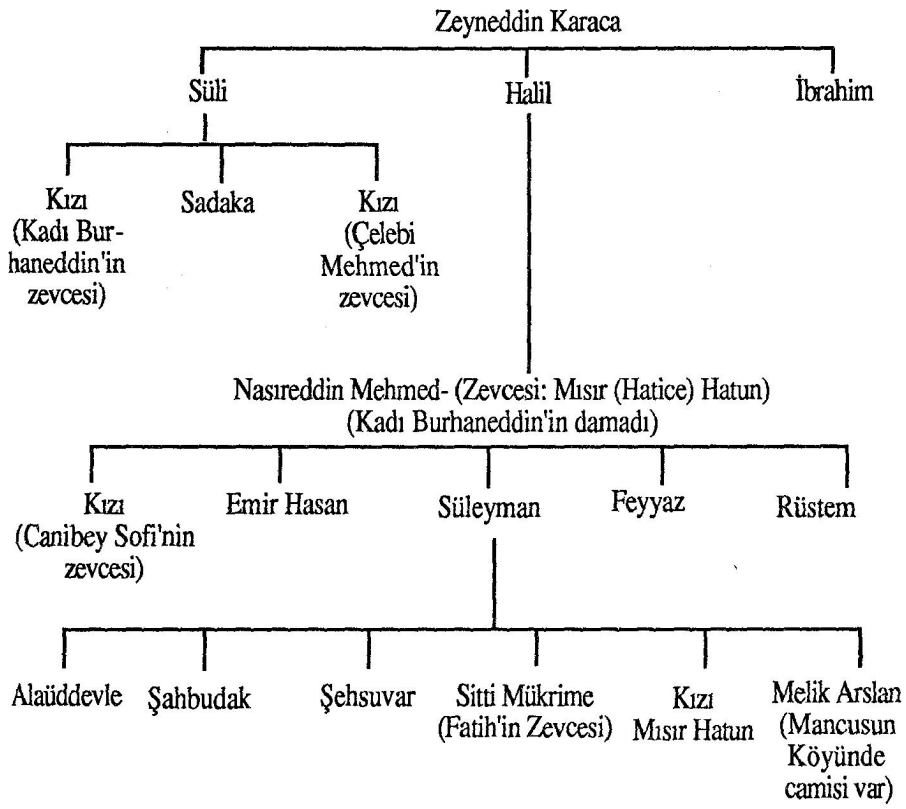 Zeyneddin Karaca
Süli
Halil
İbrahim
Kızı
(Kadı Bur-
haneddin'in
zevcesi)
Sadaka
Kızı
(Çelebi
Mehmed'in
zevcesi)
Nasıreddin Mehmed- (Zevcesi: Mısır (Hatice) Hatun)
(Kadı Burhaneddin'in damadı)
Kızı
(Canibey Sofi'nin
zevcesi)
Emir Hasan
Süleyman
Feyyaz
Rüstem
Alaüddevle
Şahbudak
Şehsuvar
Sitti Mükrime
(Fatih'in Zevcesi)
Kızı
Mısır Hatun
Melik Arslan
(Mancusun
Köyünde
camisi var)